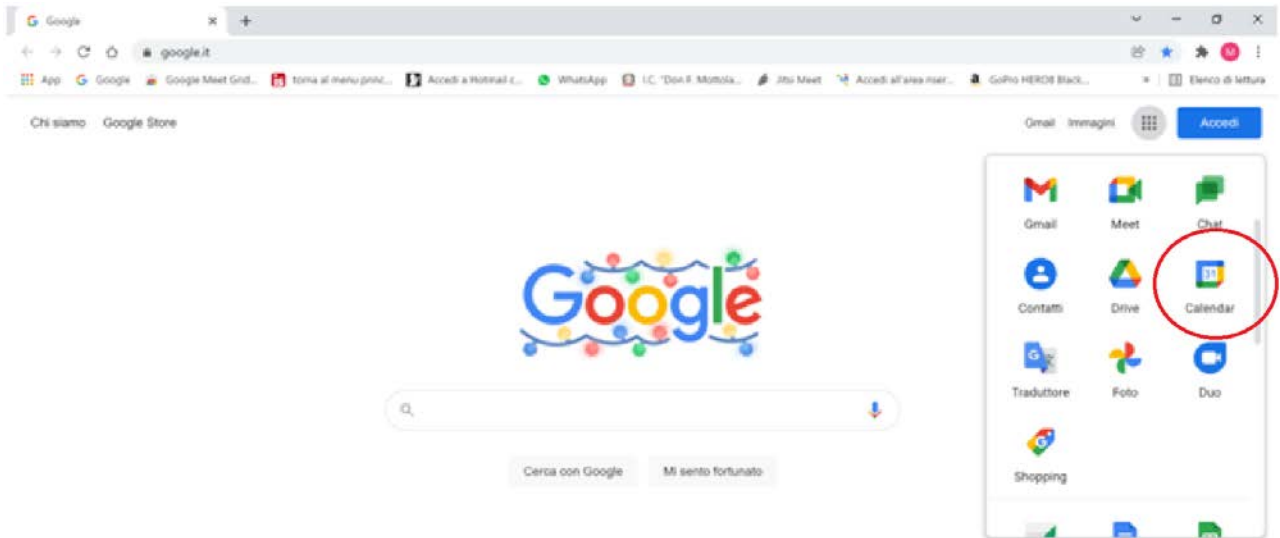 Google
google.it
App Google Google Meet Grid... torna al menu princ... Accedi a Hotmail c... WhatsApp I.C. "Don F. Mottola... Jitsi Meet Accedi all'area riser... GoPro HERO8 Black... » Elenco di lettura
Chi siamo Google Store
Gmail Immagini Accedi
Gmail Meet Chat
31
Contatti Drive Calendar
Google
Traduttore Foto Duo
Shopping
Cerca con Google Mi sento fortunato